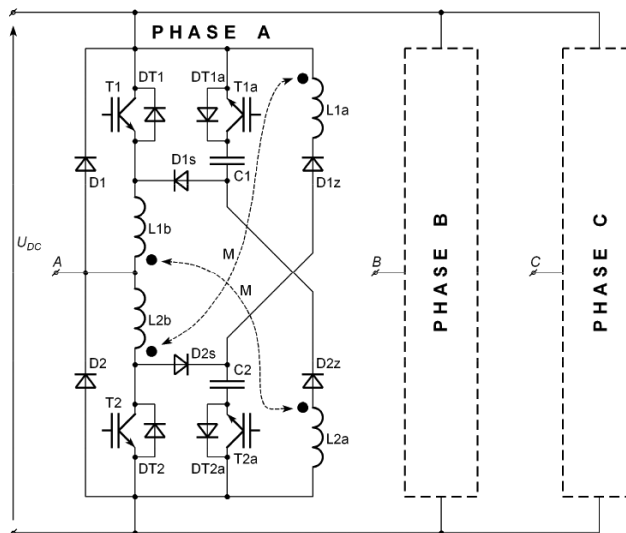 PHASE A
DT1
DT1a
T1
T1a
L1a
D1s
C1
D1
D1z
U_DC
L1b
A
M
B
C
PHASE B
PHASE C
M
L2b
D2
D2s
C2
D2z
T2
DT2
DT2a
T2a
L2a